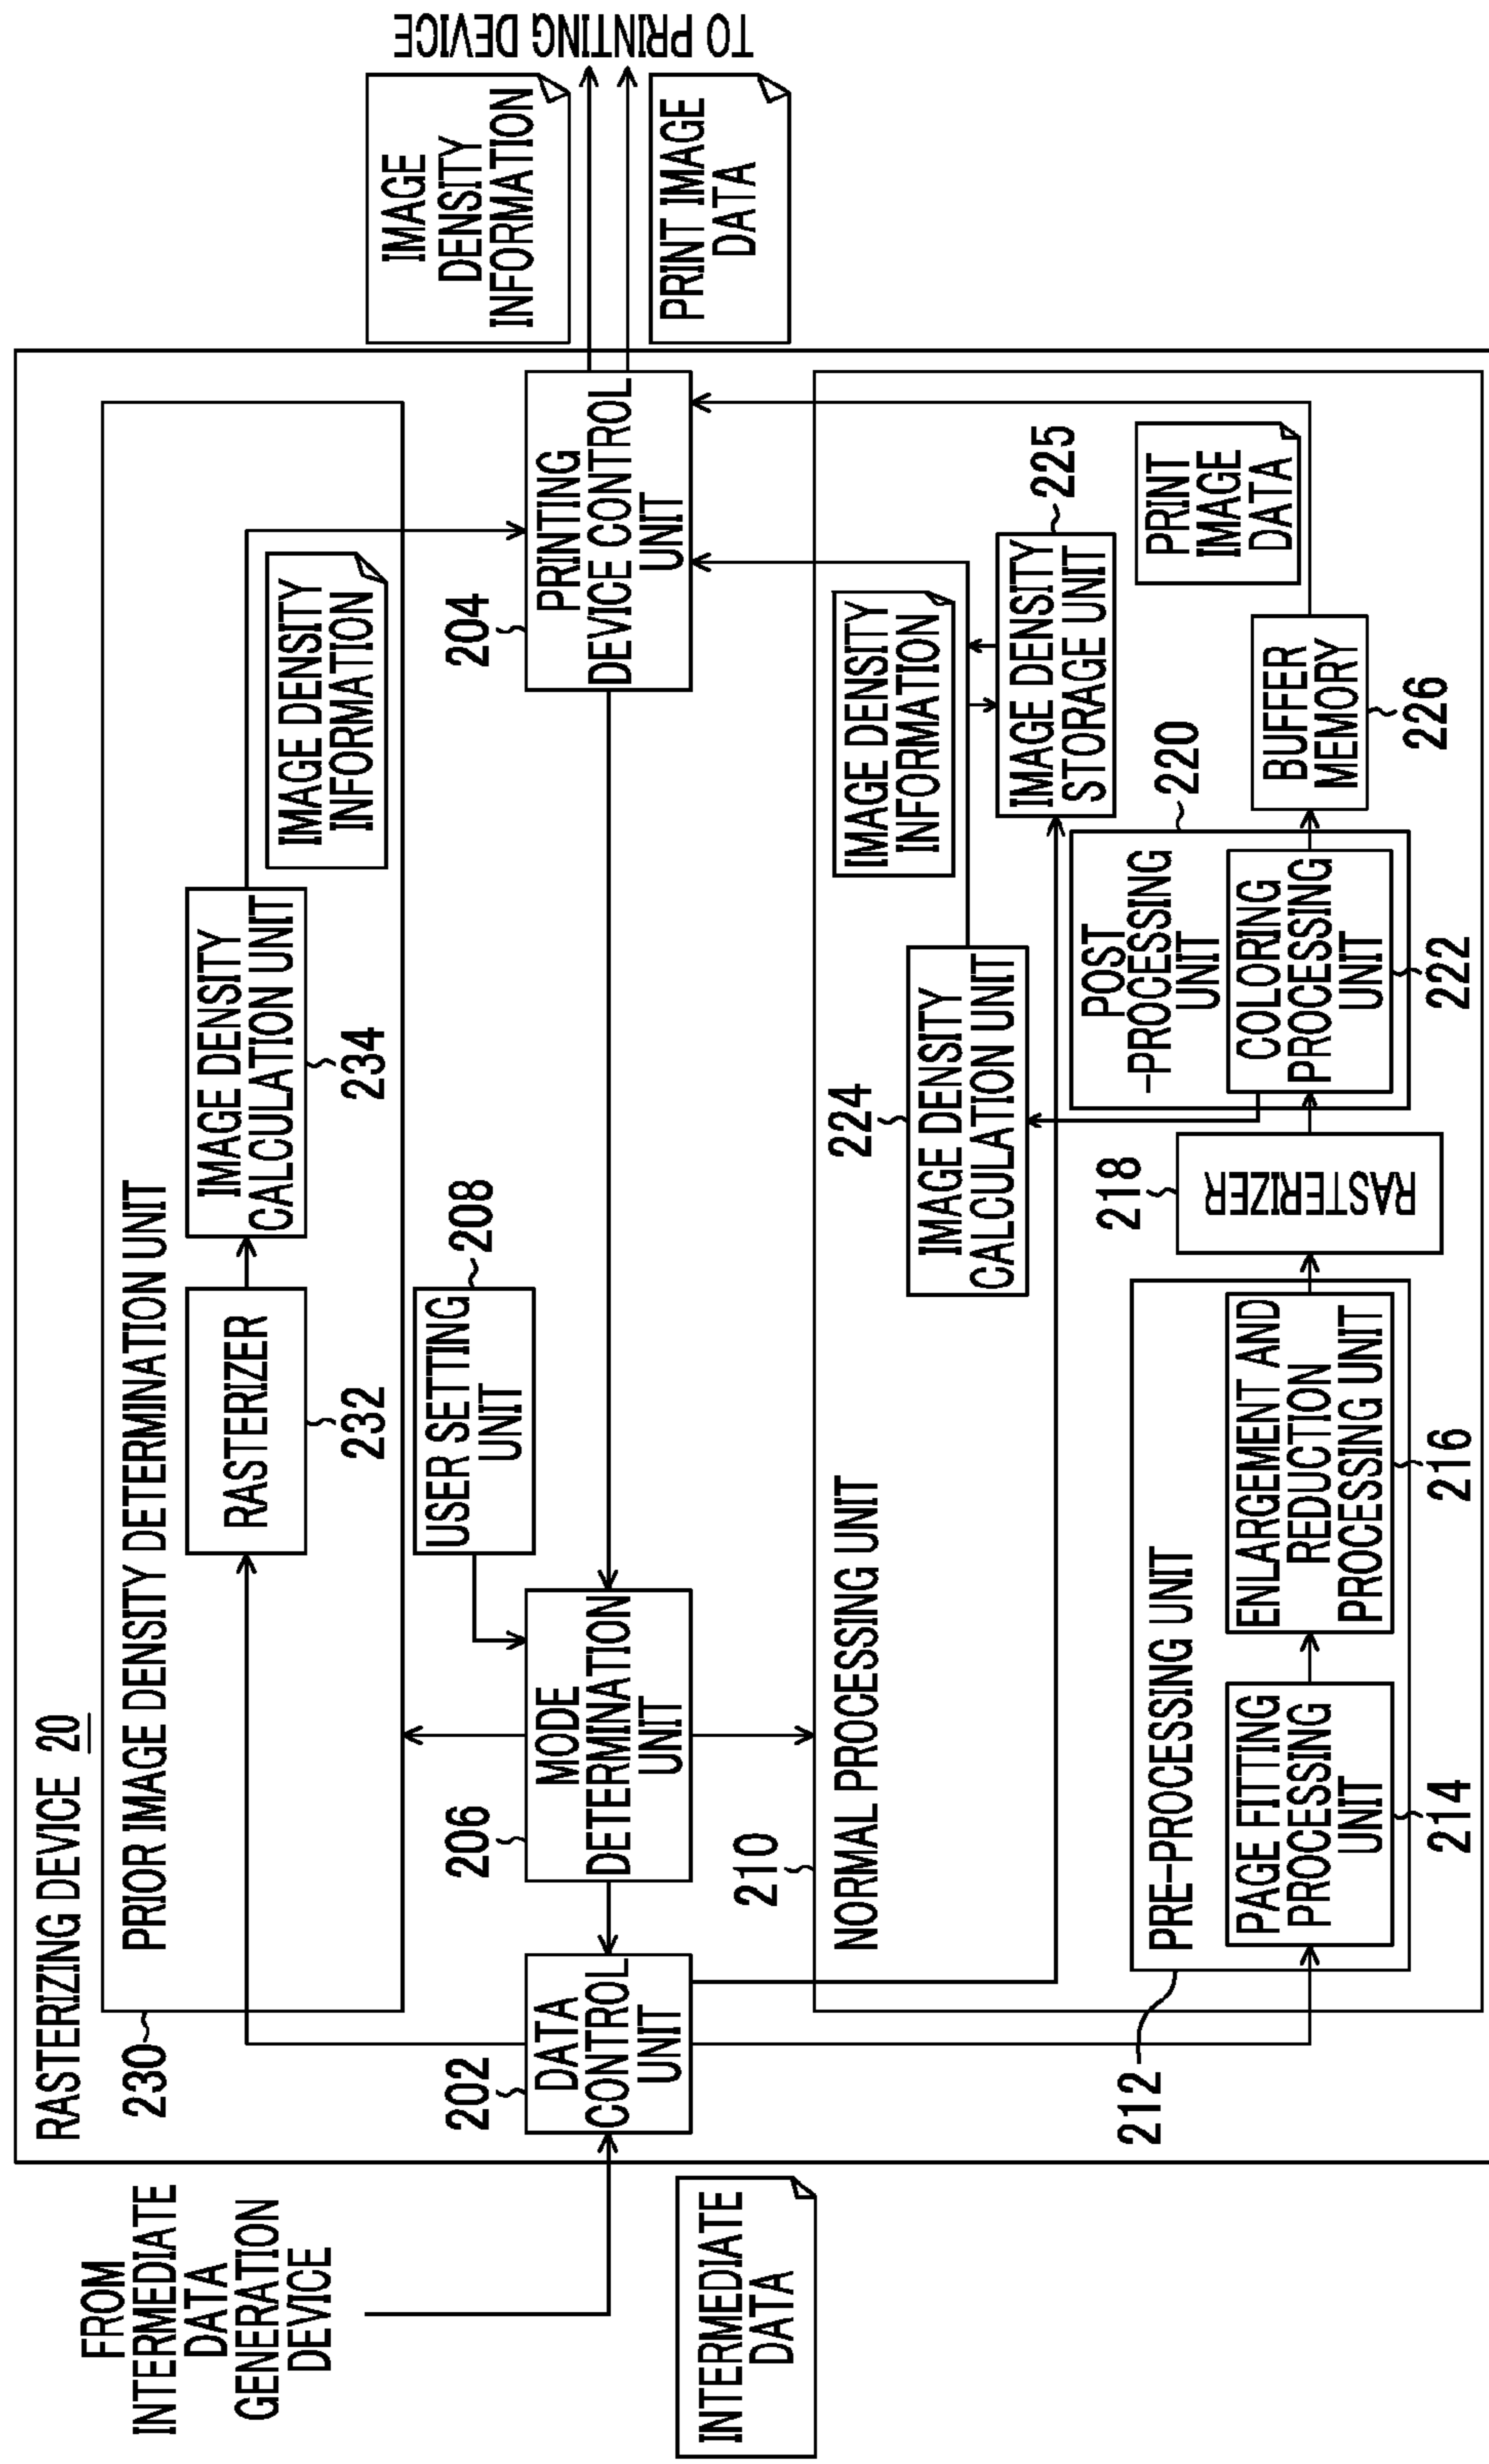 FROM
INTERMEDIATE
DATA
GENERATION
DEVICE
INTERMEDIATE
DATA
RASTERIZING DEVICE 20
230
PRIOR IMAGE DENSITY DETERMINATION UNIT
RASTERIZER
232
IMAGE DENSITY
CALCULATION UNIT
234
IMAGE DENSITY
INFORMATION
202
DATA
CONTROL
UNIT
206
MODE
DETERMINATION
UNIT
USER SETTING
UNIT
208
204
PRINTING
DEVICE CONTROL
UNIT
IMAGE
DENSITY
INFORMATION
PRINT IMAGE
DATA
TO PRINTING DEVICE
210
NORMAL PROCESSING UNIT
212
PRE-PROCESSING UNIT
PAGE FITTING
PROCESSING
UNIT
214
ENLARGEMENT AND
REDUCTION
PROCESSING UNIT
216
218
RASTERIZER
224
IMAGE DENSITY
CALCULATION UNIT
IMAGE DENSITY
INFORMATION
IMAGE DENSITY
STORAGE UNIT
225
POST
-PROCESSING
UNIT
220
COLORING
PROCESSING
UNIT
222
BUFFER
MEMORY
226
PRINT
IMAGE
DATA